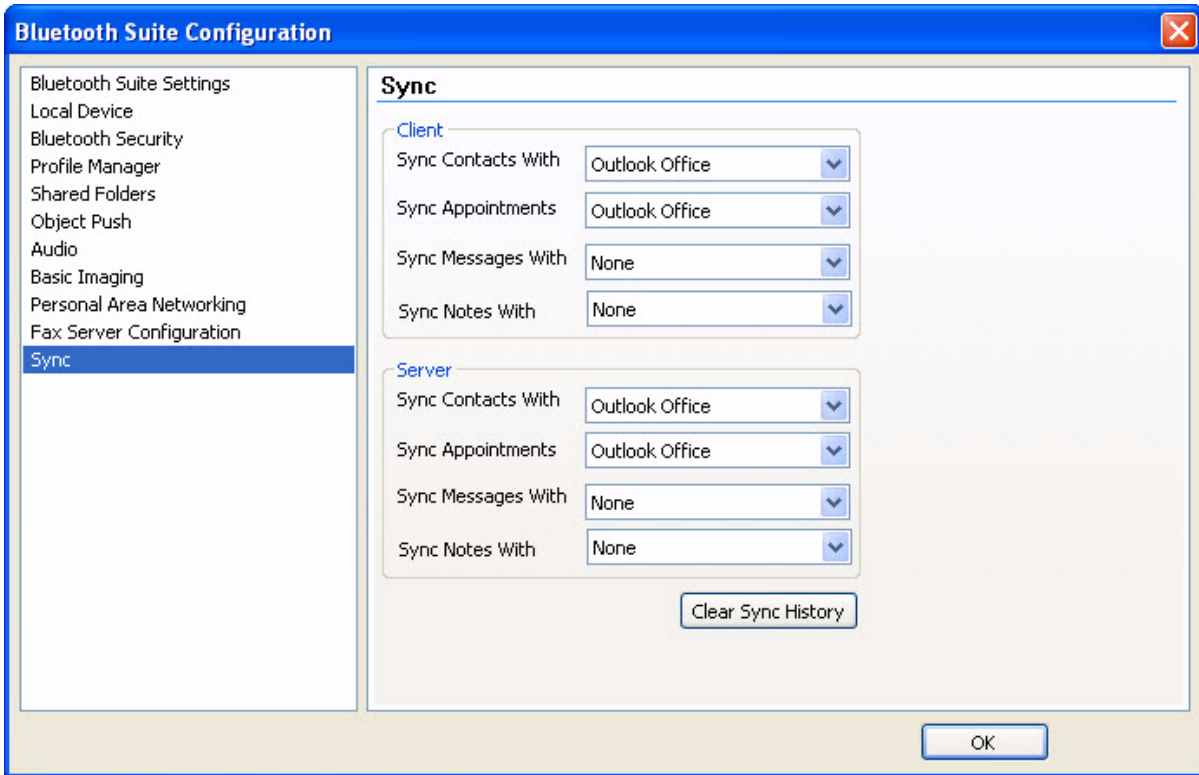 Bluetooth Suite Configuration
Bluetooth Suite Settings
Local Device
Bluetooth Security
Profile Manager
Shared Folders
Object Push
Audio
Basic Imaging
Personal Area Networking
Fax Server Configuration
Sync
Sync
Client
Sync Contacts With Outlook Office
Sync Appointments Outlook Office
Sync Messages With None
Sync Notes With None
Server
Sync Contacts With Outlook Office
Sync Appointments Outlook Office
Sync Messages With None
Sync Notes With None
Clear Sync History
OK